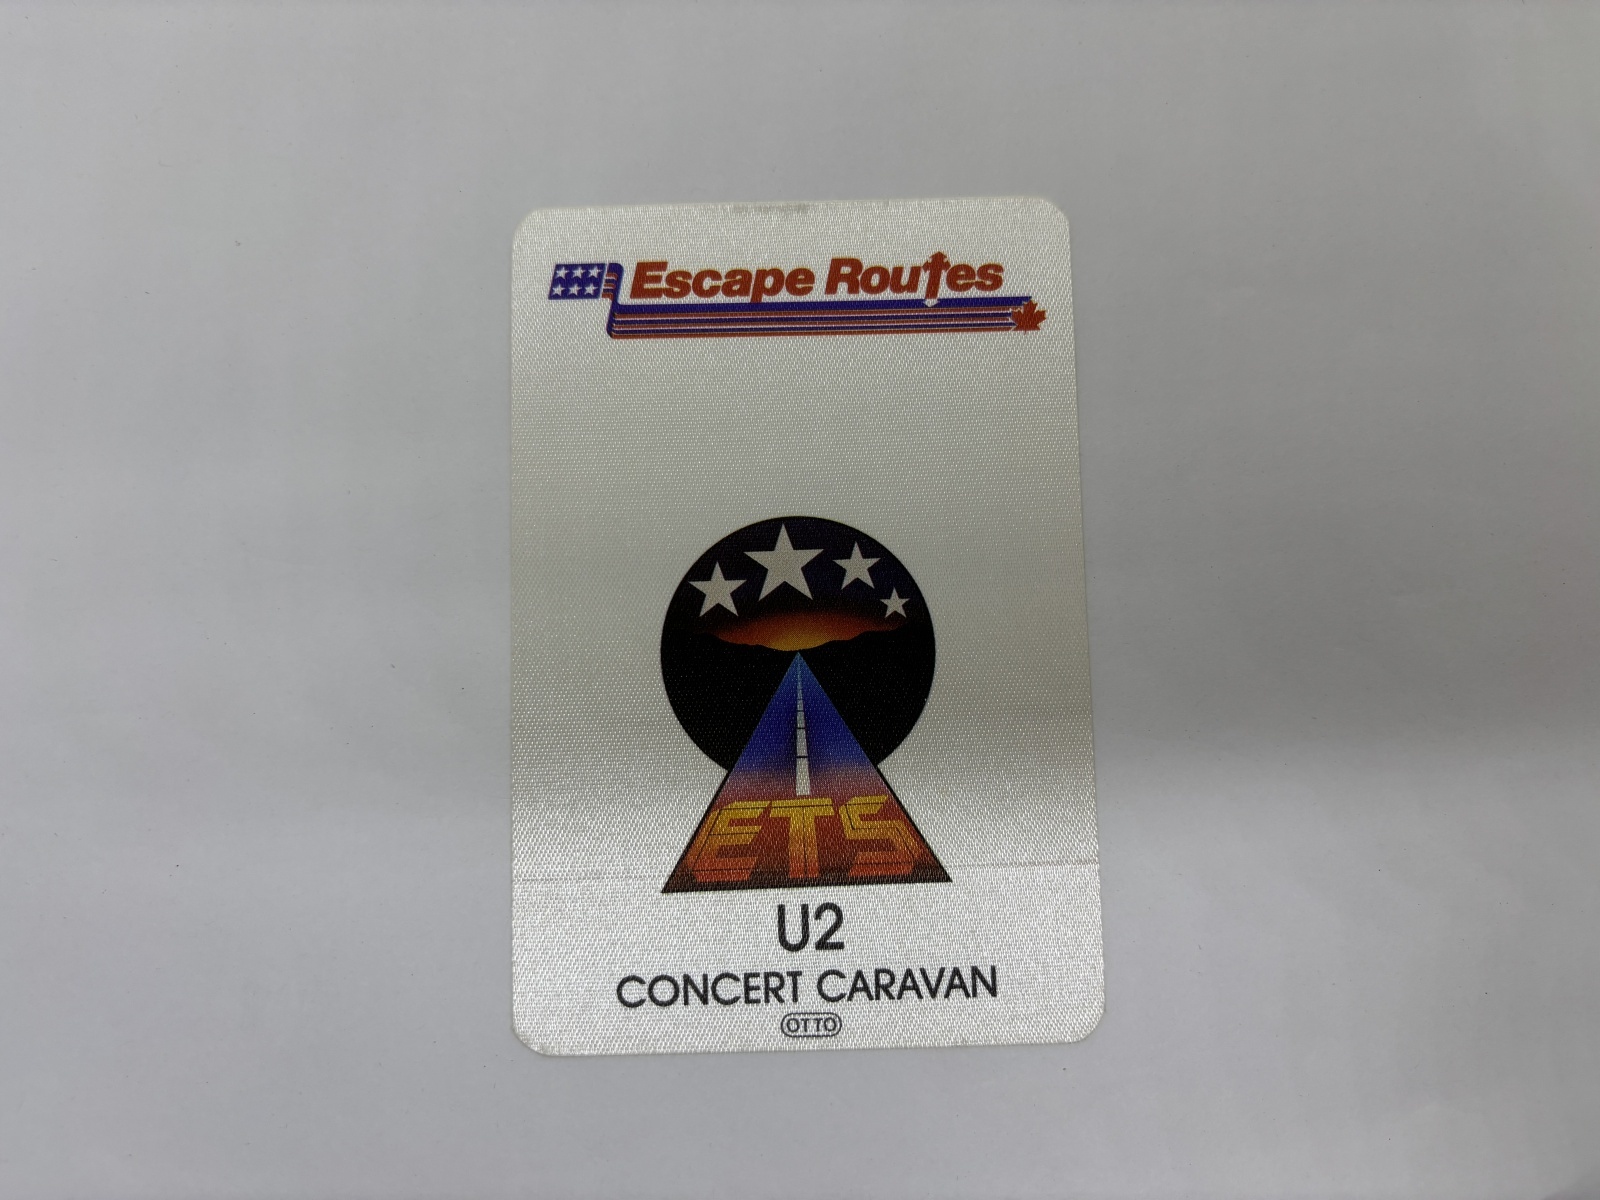 Escape Routes
ETS
U2
CONCERT CARAVAN
OTTO